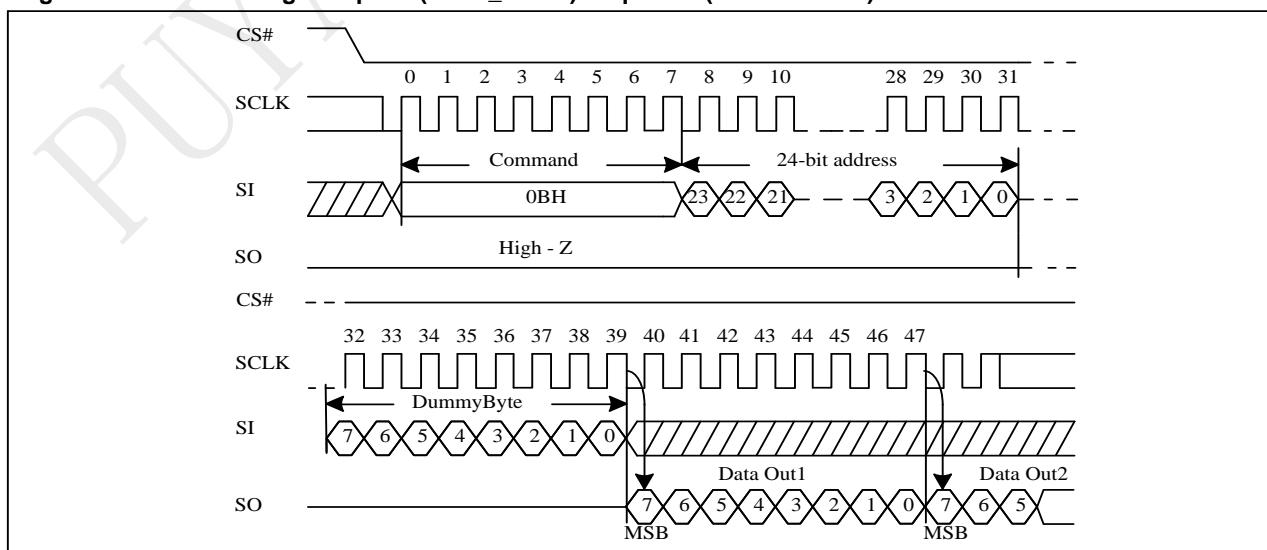 CS#
0 1 2 3 4 5 6 7 8 9 10 28 29 30 31
SCLK
Command 24-bit address
SI 0BH 23 22 21 3 2 1 0
High - Z
SO
CS#
32 33 34 35 36 37 38 39 40 41 42 43 44 45 46 47
SCLK
DummyByte
SI 7 6 5 4 3 2 1 0
Data Out1 Data Out2
SO 7 6 5 4 3 2 1 0 7 6 5
MSB MSB
PUY